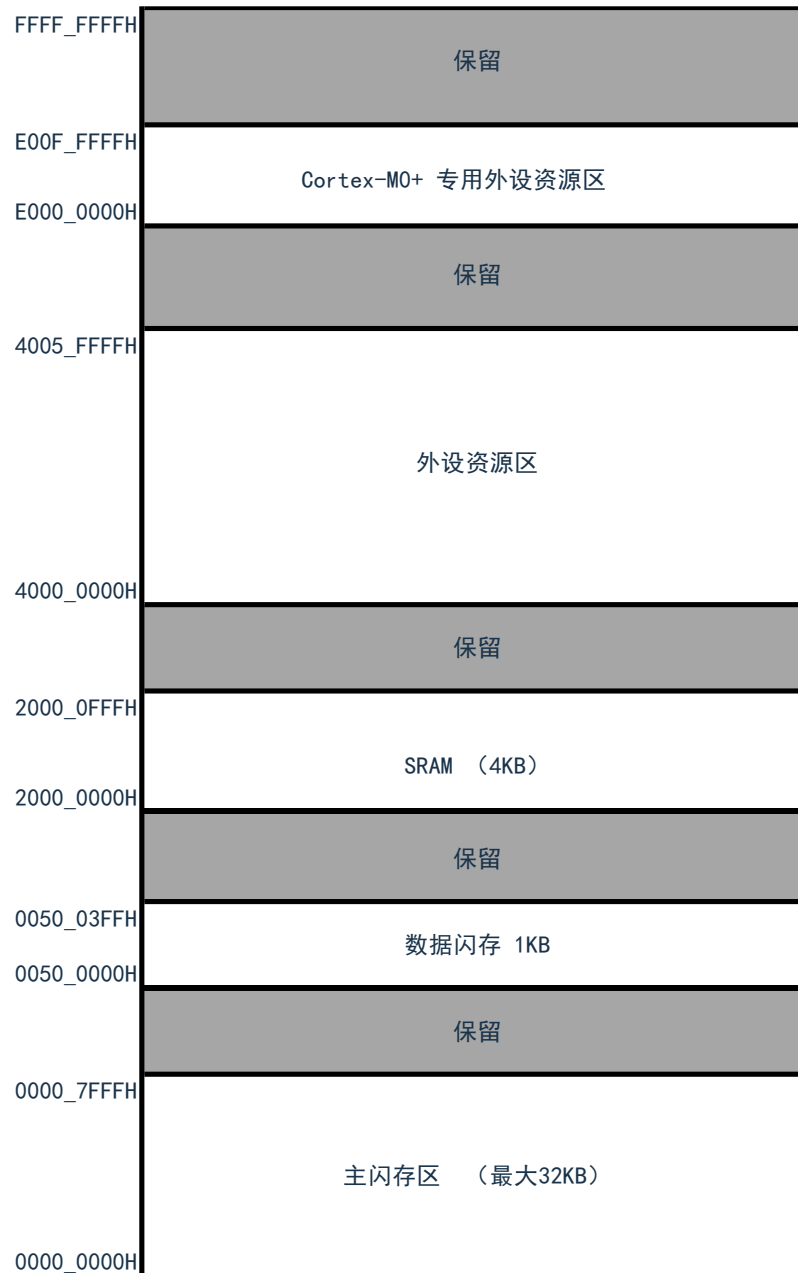 FFFF_FFFFH
保留
E00F_FFFFH
Cortex-M0+ 专用外设资源区
E000_0000H
保留
4005_FFFFH
外设资源区
4000_0000H
保留
2000_0FFFH
SRAM （4KB）
2000_0000H
保留
0050_03FFH
数据闪存 1KB
0050_0000H
保留
0000_7FFFH
主闪存区 （最大32KB）
0000_0000H